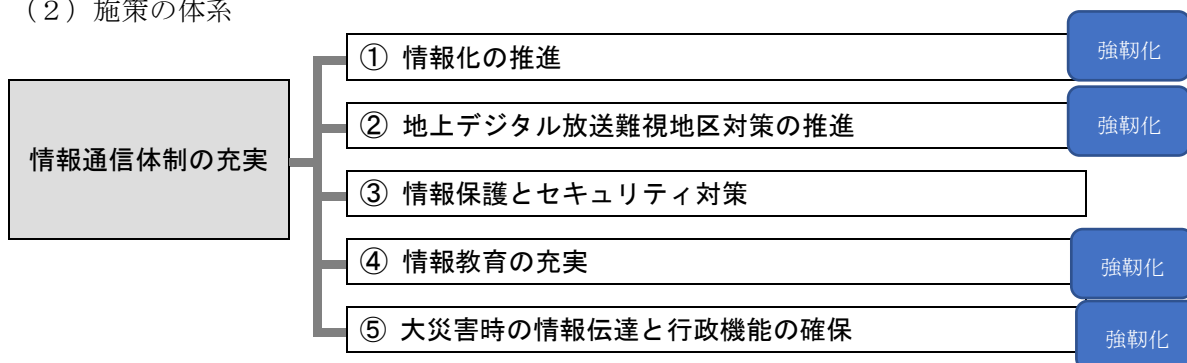 （２）施策の体系
① 情報化の推進
強靭化
② 地上デジタル放送難視地区対策の推進
強靭化
情報通信体制の充実
③ 情報保護とセキュリティ対策
④ 情報教育の充実
強靭化
⑤ 大災害時の情報伝達と行政機能の確保
強靭化